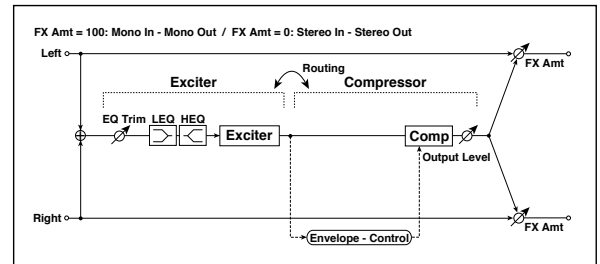 FX Amt = 100: Mono In - Mono Out / FX Amt = 0: Stereo In - Stereo Out
Left
FX Amt
Routing
Exciter
Compressor
EQ Trim
LEQ
HEQ
Exciter
Comp
Output Level
Right
FX Amt
Envelope - Control